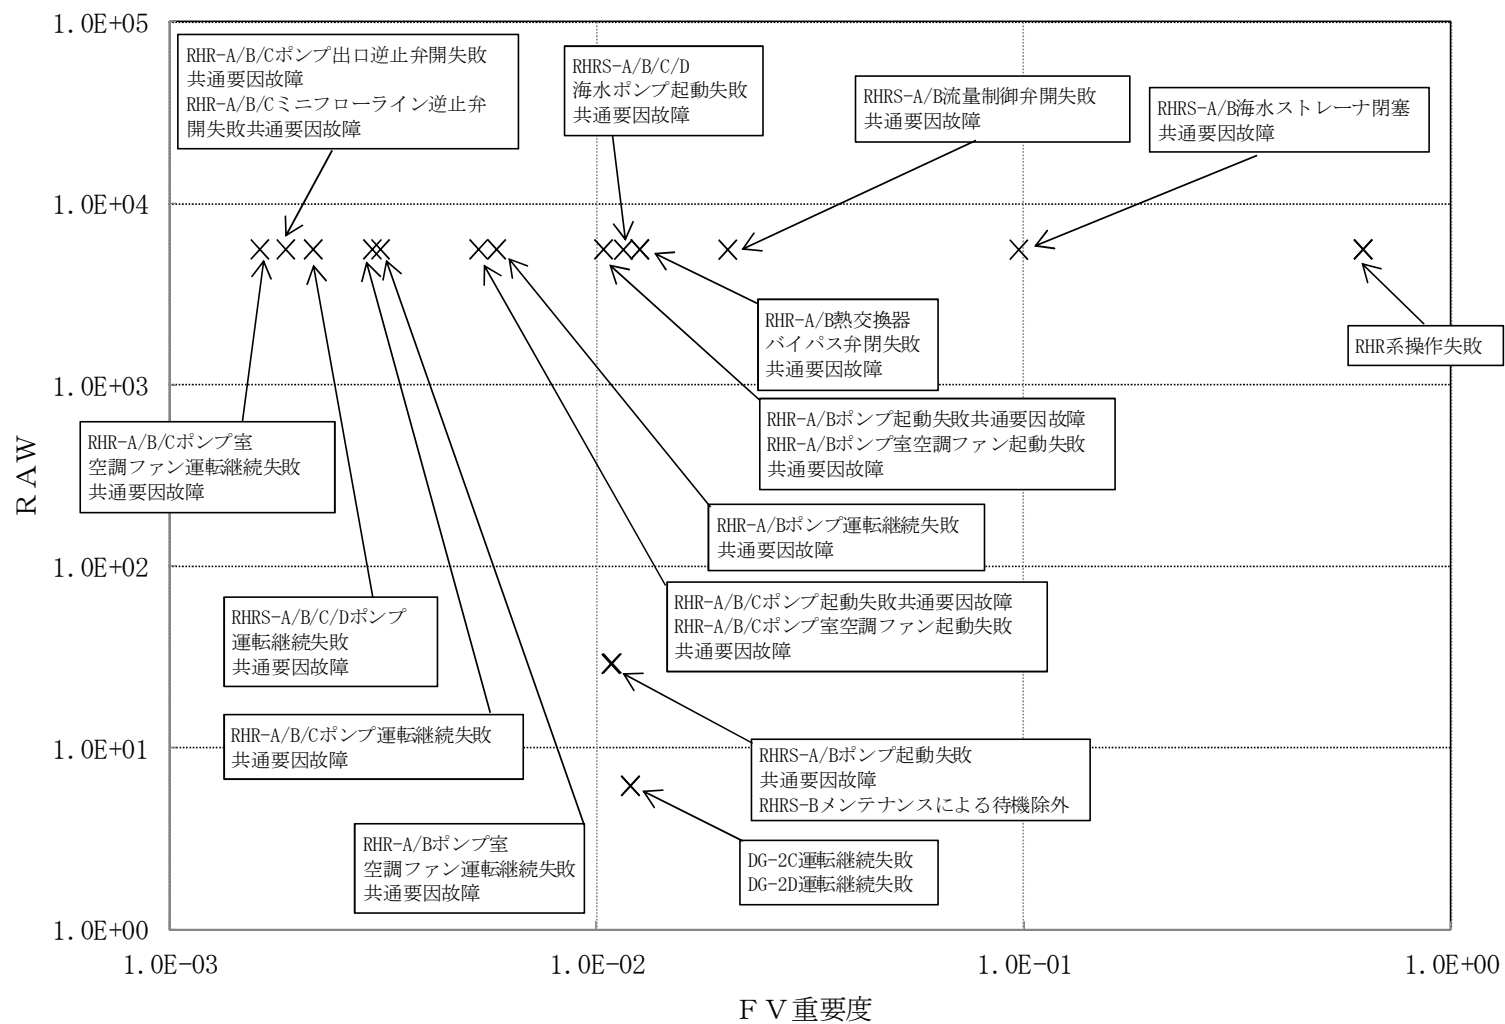 1.0E+05
RHR-A/B/Cポンプ出口逆止弁開失敗
共通要因故障
RHR-A/B/Cミニフローライン逆止弁
開失敗共通要因故障
RHRS-A/B/C/D
海水ポンプ起動失敗
共通要因故障
RHRS-A/B流量制御弁開失敗
共通要因故障
RHRS-A/B海水ストレーナ閉塞
共通要因故障
1.0E+04
RHR-A/B熱交換器
バイパス弁閉失敗
共通要因故障
RHR系操作失敗
1.0E+03
RHR-A/Bポンプ起動失敗共通要因故障
RHR-A/Bポンプ室空調ファン起動失敗
共通要因故障
RHR-A/B/Cポンプ室
空調ファン運転継続失敗
共通要因故障
RAW
RHR-A/Bポンプ運転継続失敗
共通要因故障
1.0E+02
RHR-A/B/Cポンプ起動失敗共通要因故障
RHR-A/B/Cポンプ室空調ファン起動失敗
共通要因故障
RHRS-A/B/C/Dポンプ
運転継続失敗
共通要因故障
RHR-A/B/Cポンプ運転継続失敗
共通要因故障
1.0E+01
RHRS-A/Bポンプ起動失敗
共通要因故障
RHRS-Bメンテナンスによる待機除外
RHR-A/Bポンプ室
空調ファン運転継続失敗
共通要因故障
DG-2C運転継続失敗
DG-2D運転継続失敗
1.0E+00
1.0E-03
1.0E-02
1.0E-01
1.0E+00
ＦＶ重要度